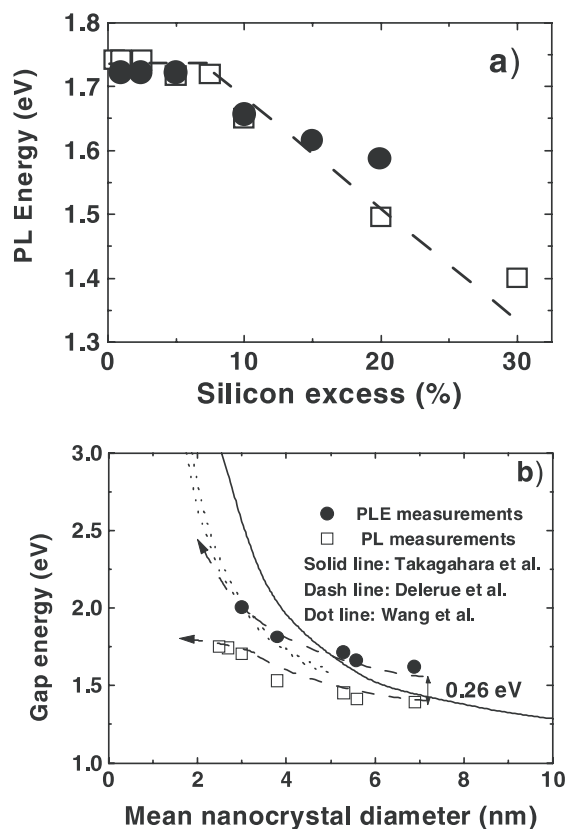 1.8
1.7
1.6
1.5
1.4
1.3
PL Energy (eV)
a)
0 10 20 30
Silicon excess (%)
3.0
2.5
2.0
1.5
1.0
Gap energy (eV)
b)
PLE measurements
PL measurements
Solid line: Takagahara et al.
Dash line: Delerue et al.
Dot line: Wang et al.
0.26 eV
0 2 4 6 8 10
Mean nanocrystal diameter (nm)